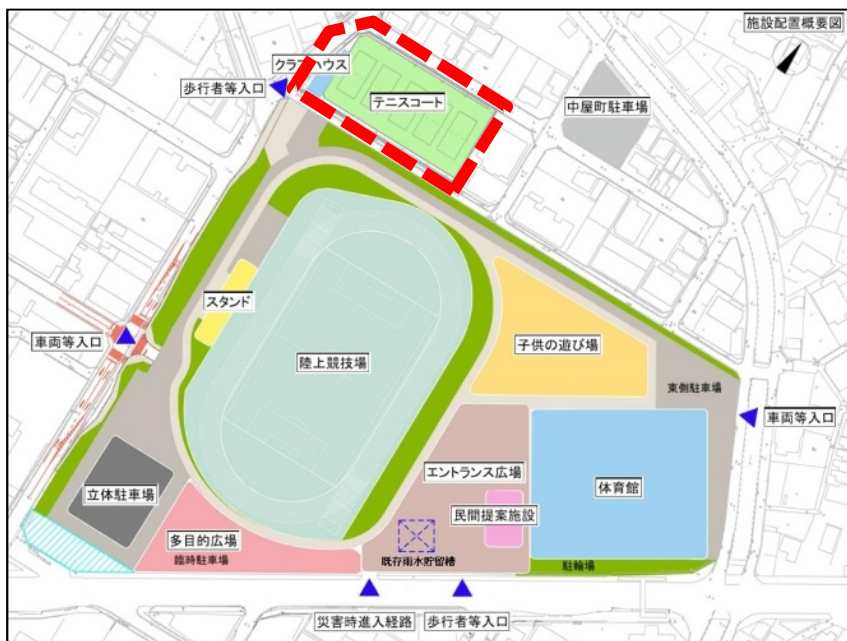 施設配置概要図
クラブハウス
歩行者等入口
テニスコート
中屋町駐車場
スタンド
車両等入口
陸上競技場
子供の遊び場
東側駐車場
車両等入口
エントランス広場
体育館
立体駐車場
民間提案施設
多目的広場
臨時駐車場
既存雨水貯留槽
駐輪場
災害時進入経路
歩行者等入口